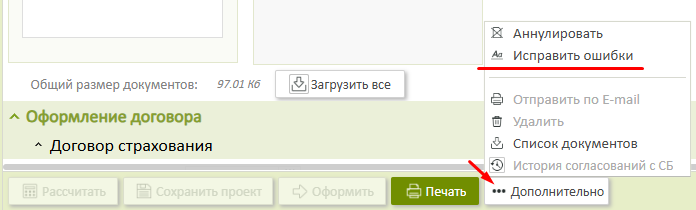 Аннулировать
Aa Исправить ошибки
Отправить по E-mail
Удалить
Список документов
История согласований с СБ
Общий размер документов: 97.01 Кб Загрузить все
Оформление договора
Договор страхования
Рассчитать Сохранить проект Оформить Печать ••• Дополнительно